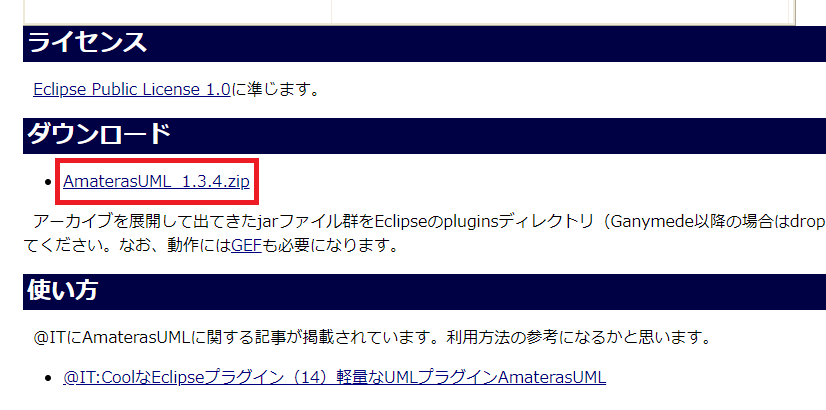 ライセンス
Eclipse Public License 1.0に準じます。
ダウンロード
AmaterasUML_1.3.4.zip
アーカイブを展開して出てきたjarファイル群をEclipseのpluginsディレクトリ（Ganymede以降の場合はdrop
てください。なお、動作にはGEFも必要になります。
使い方
@ITにAmaterasUMLに関する記事が掲載されています。利用方法の参考になるかと思います。
@IT:CoolなEclipseプラグイン（14）軽量なUMLプラグインAmaterasUML